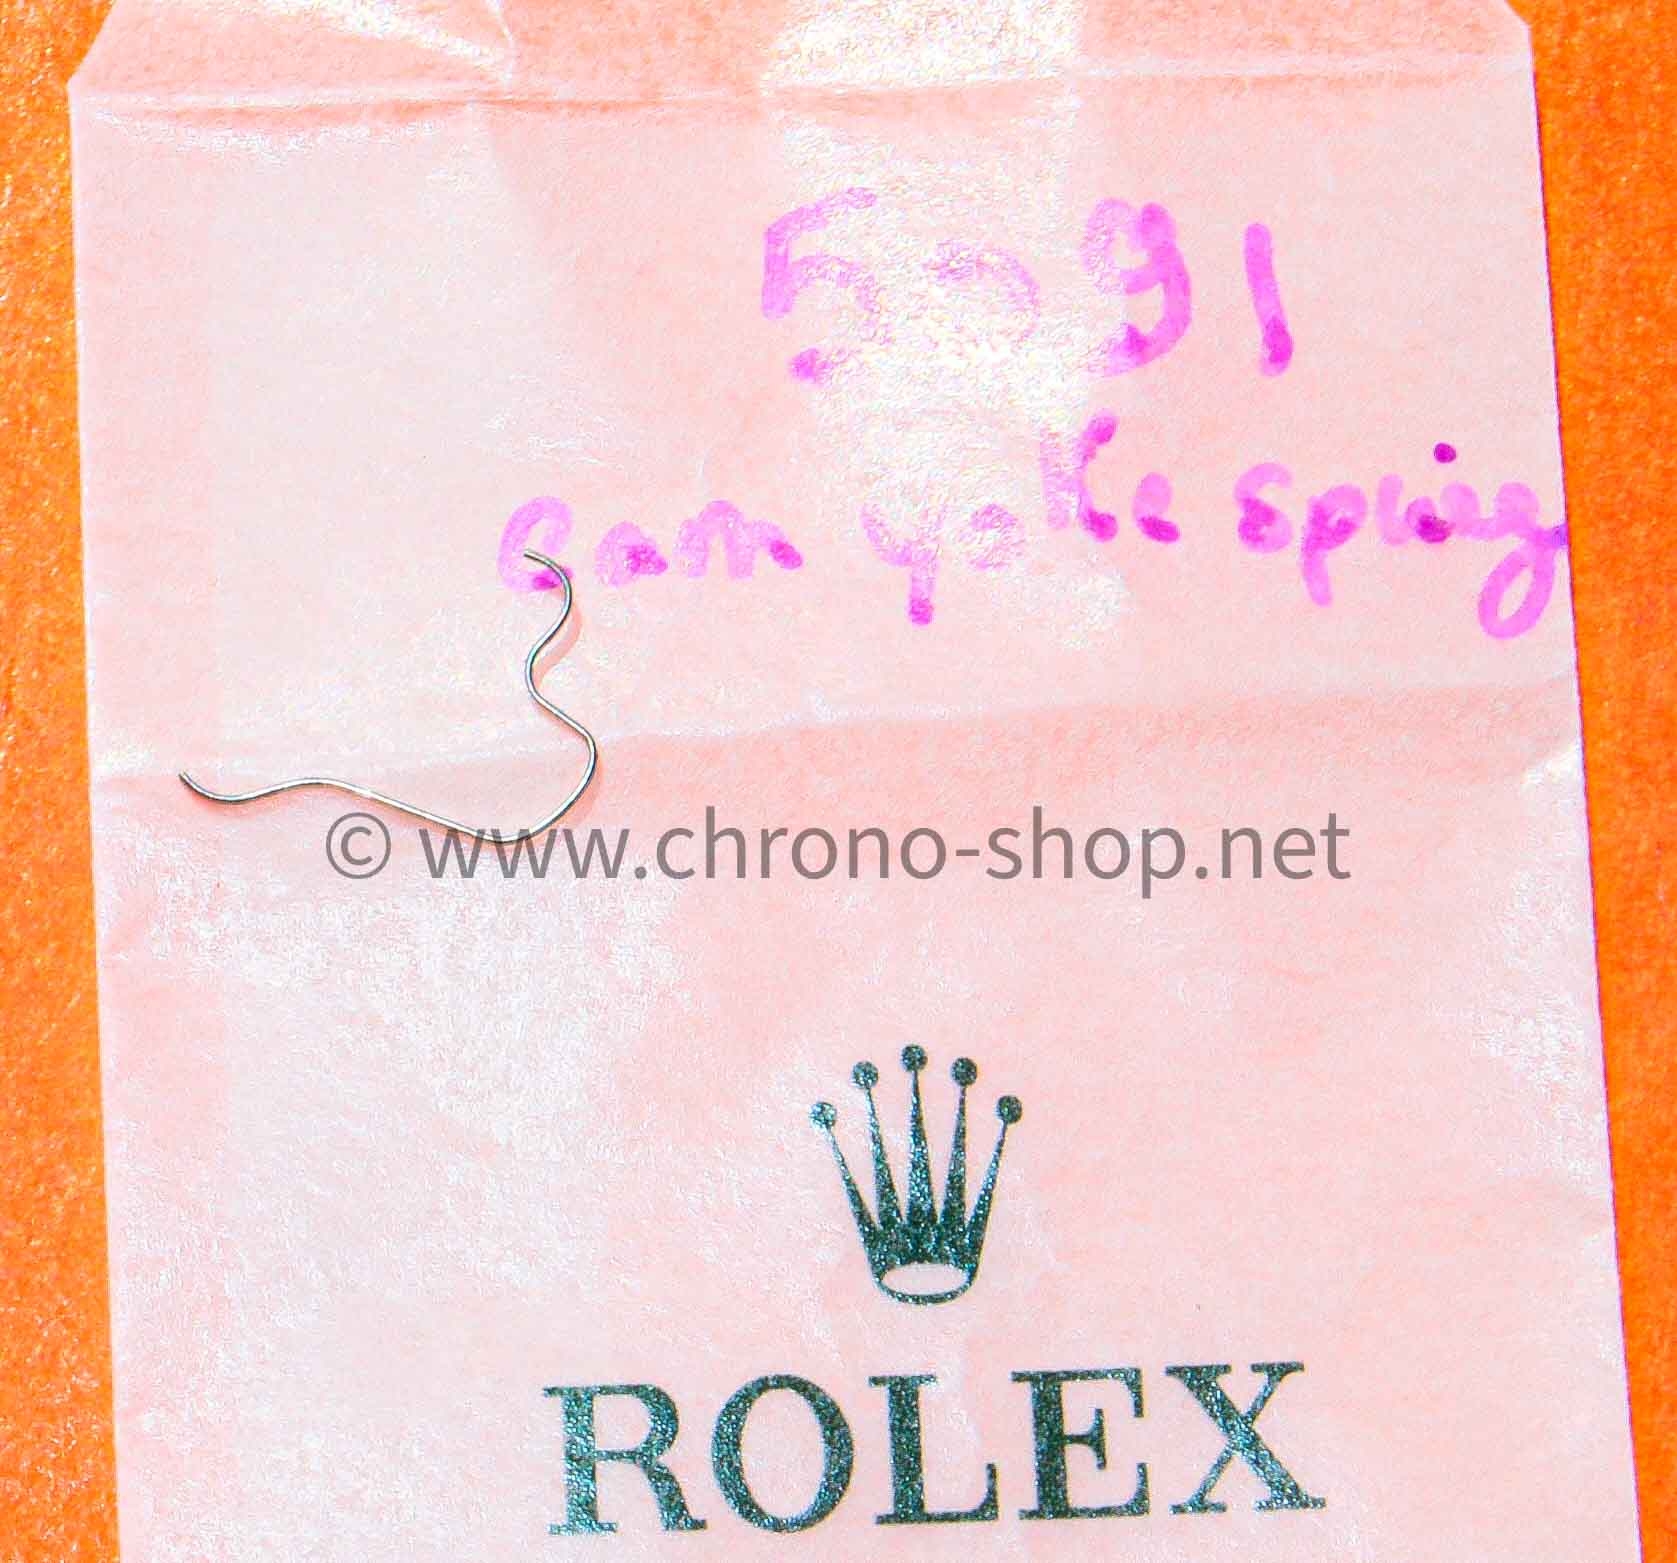 5091
cam yoke spring
© www.chrono-shop.net
ROLEX